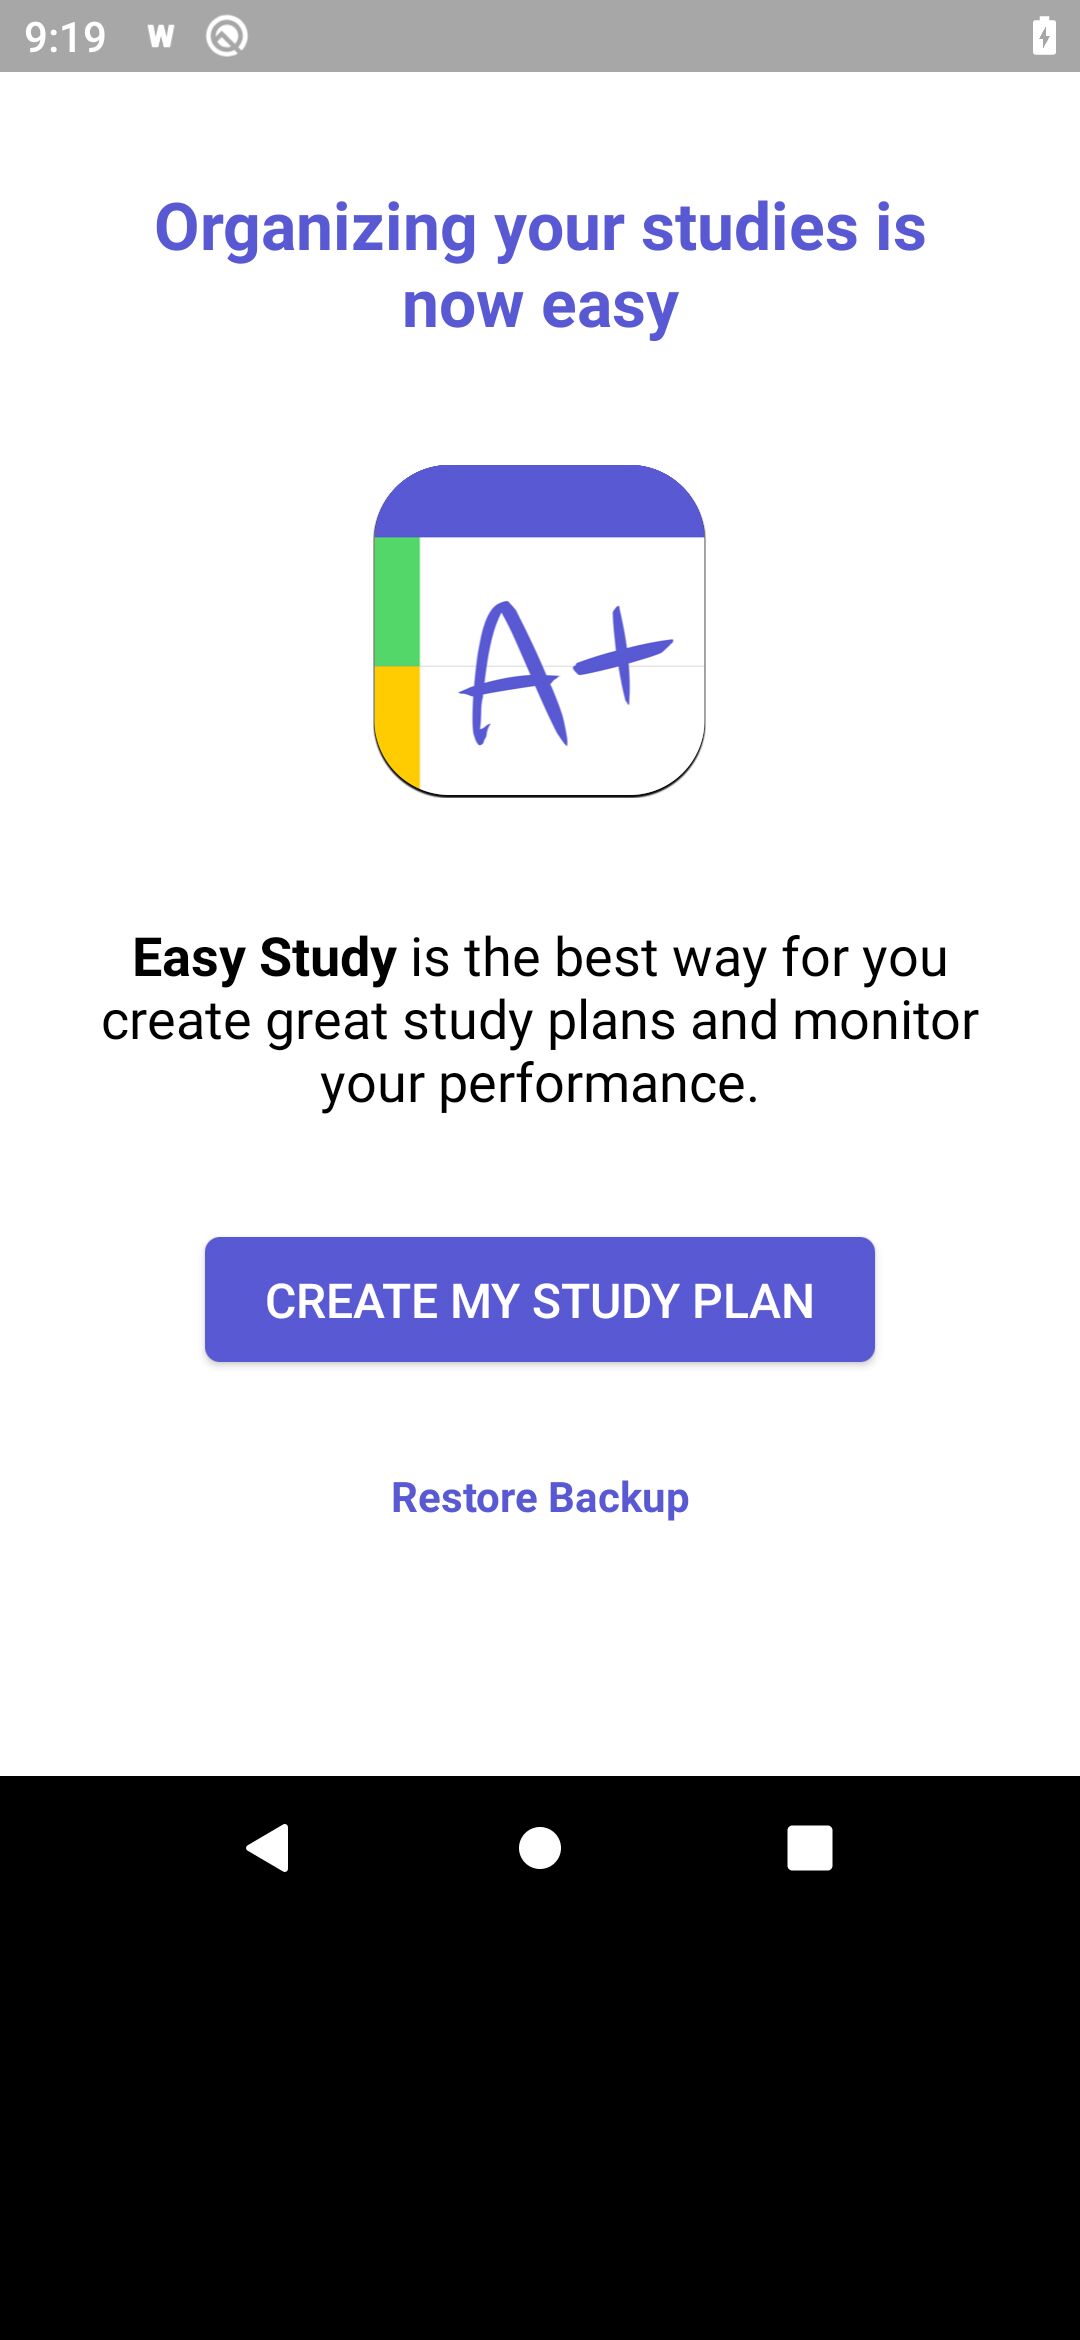 9:19 W
Organizing your studies is
now easy
A+
Easy Study is the best way for you
create great study plans and monitor
your performance.
CREATE MY STUDY PLAN
Restore Backup